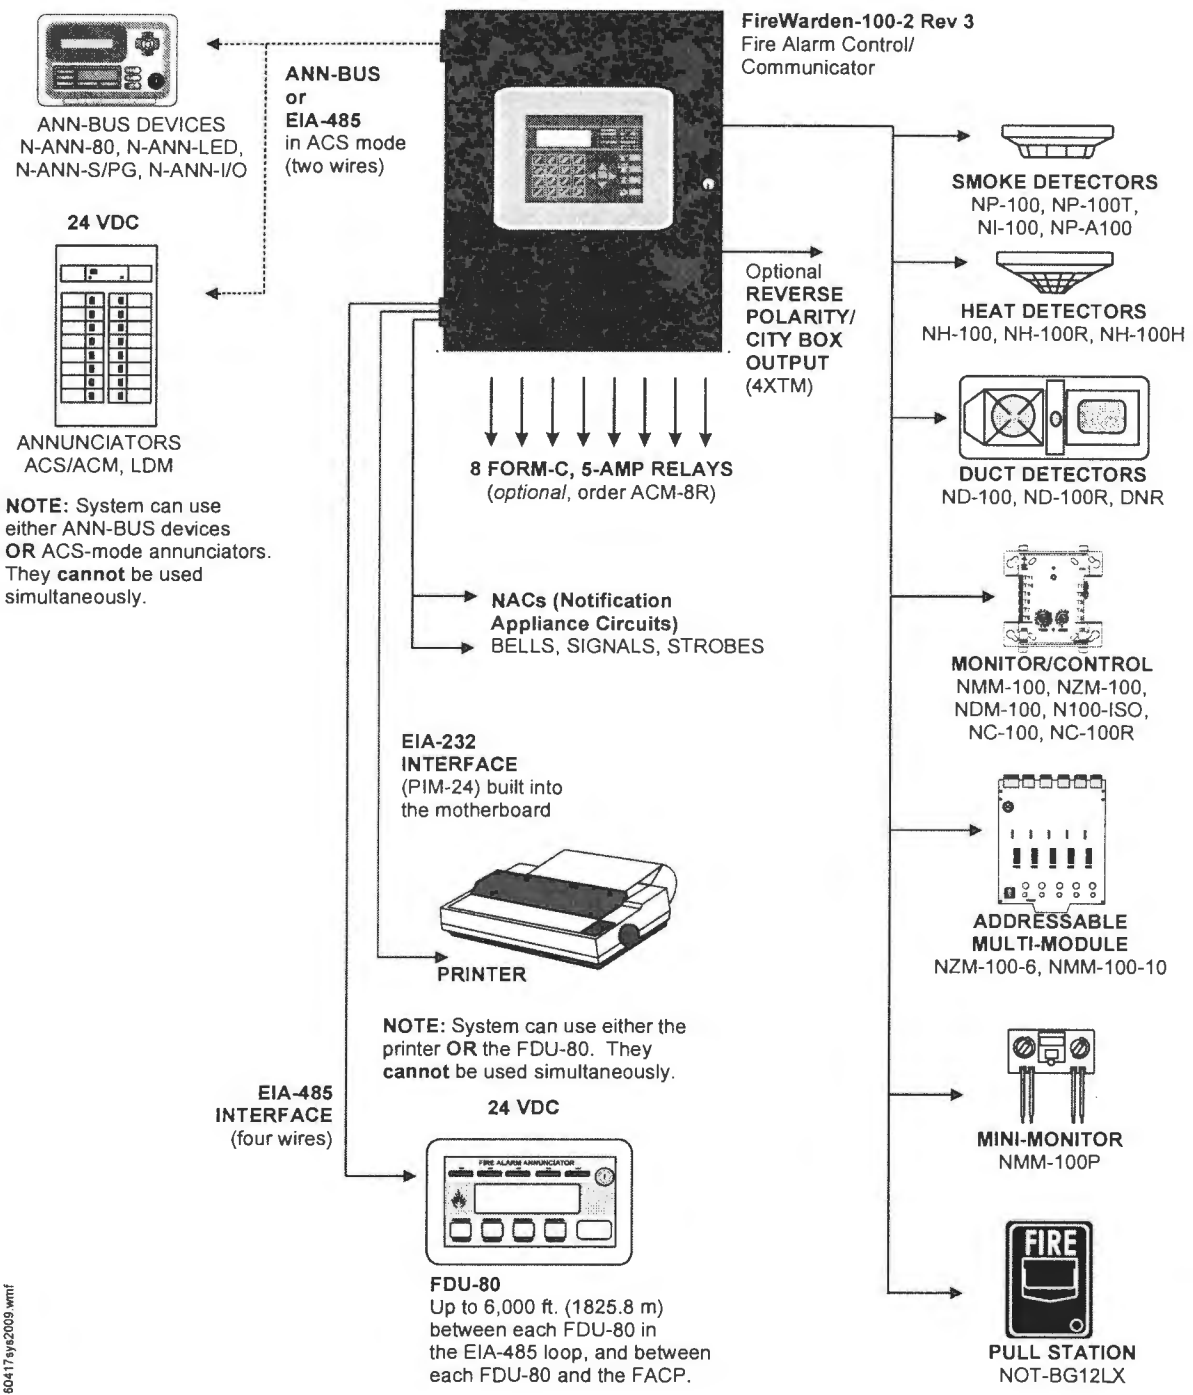 FireWarden-100-2 Rev 3
Fire Alarm Control/
Communicator
ANN-BUS
or
EIA-485
in ACS mode
(two wires)
ANN-BUS DEVICES
N-ANN-80, N-ANN-LED,
N-ANN-S/PG, N-ANN-I/O
24 VDC
ANNUNCIATORS
ACS/ACM, LDM
NOTE: System can use
either ANN-BUS devices
OR ACS-mode annunciators.
They cannot be used
simultaneously.
Optional
REVERSE
POLARITY/
CITY BOX
OUTPUT
(4XTM)
8 FORM-C, 5-AMP RELAYS
(optional, order ACM-8R)
NACs (Notification
Appliance Circuits)
BELLS, SIGNALS, STROBES
EIA-232
INTERFACE
(PIM-24) built into
the motherboard
PRINTER
NOTE: System can use either the
printer OR the FDU-80. They
cannot be used simultaneously.
EIA-485
INTERFACE
(four wires)
24 VDC
FIRE ALARM ANNUNCIATOR
FDU-80
Up to 6,000 ft. (1825.8 m)
between each FDU-80 in
the EIA-485 loop, and between
each FDU-80 and the FACP.
SMOKE DETECTORS
NP-100, NP-100T,
NI-100, NP-A100
HEAT DETECTORS
NH-100, NH-100R, NH-100H
DUCT DETECTORS
ND-100, ND-100R, DNR
MONITOR/CONTROL
NMM-100, NZM-100,
NDM-100, N100-ISO,
NC-100, NC-100R
ADDRESSABLE
MULTI-MODULE
NZM-100-6, NMM-100-10
MINI-MONITOR
NMM-100P
FIRE
PULL STATION
NOT-BG12LX
60417sys2009.wmf